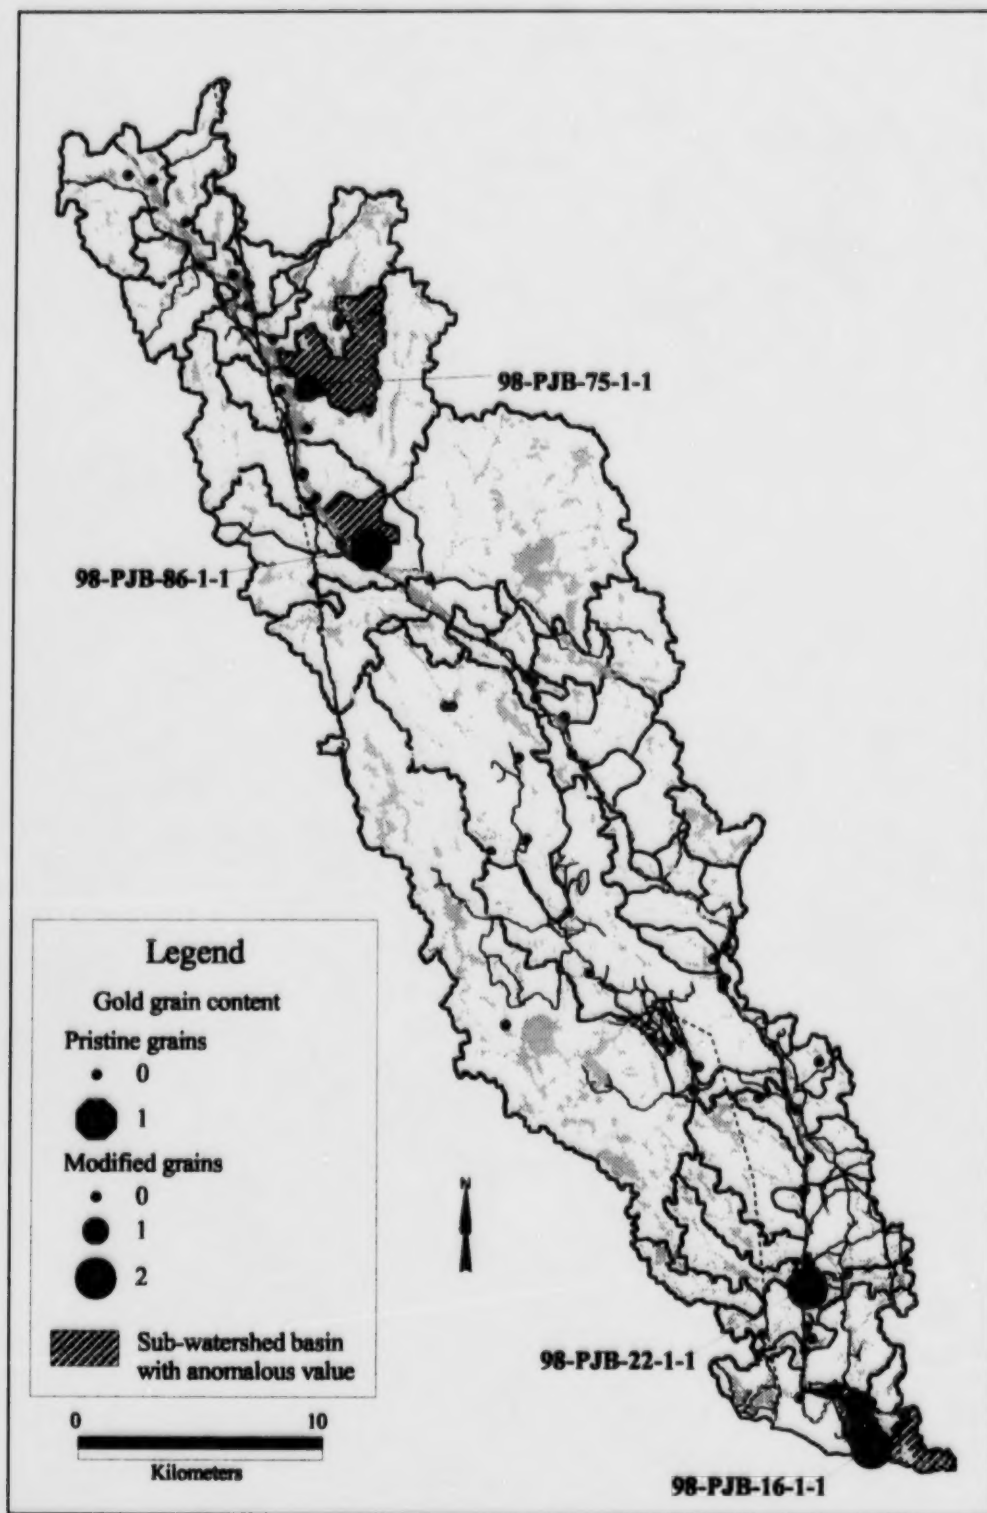 98-PJB-75-1-1
98-PJB-86-1-1
Legend
Gold grain content
Pristine grains
0
1
Modified grains
0
1
2
Sub-watershed basin
with anomalous value
N
0 10
Kilometers
98-PJB-22-1-1
98-PJB-16-1-1